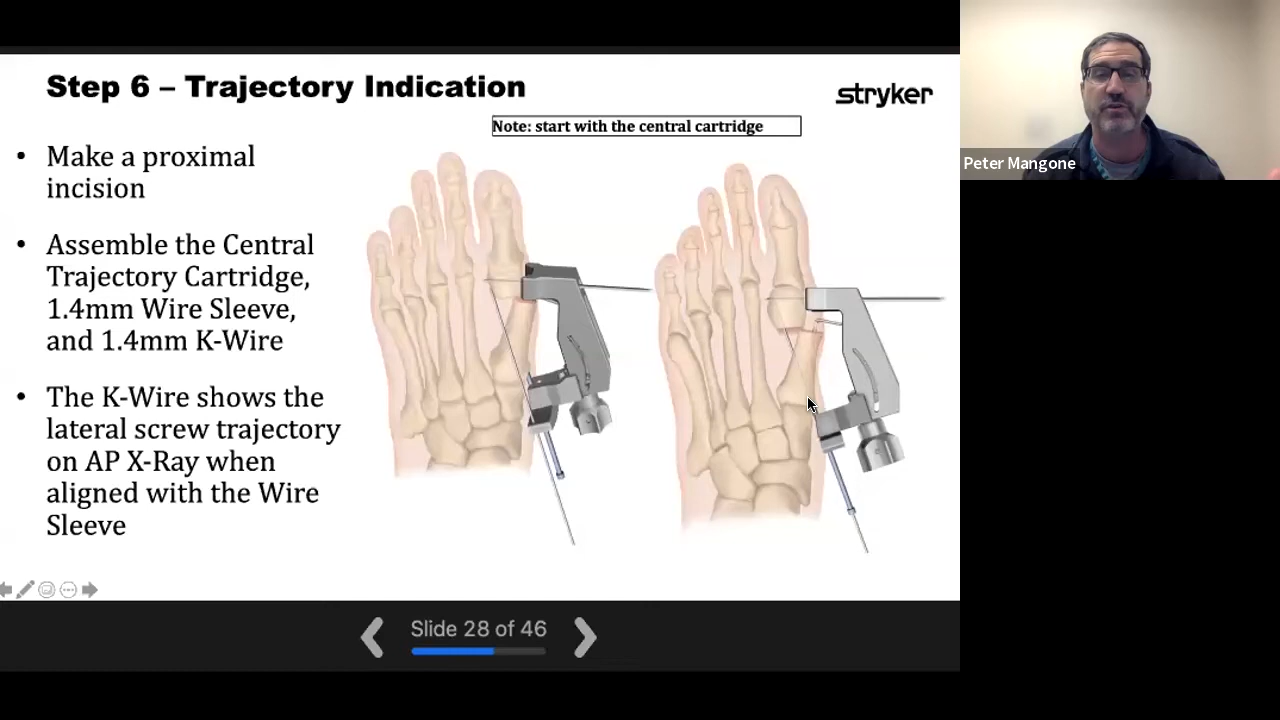 Step 6 – Trajectory Indication
stryker
Note: start with the central cartridge
• Make a proximal
incision
• Assemble the Central
Trajectory Cartridge,
1.4mm Wire Sleeve,
and 1.4mm K-Wire
• The K-Wire shows the
lateral screw trajectory
on AP X-Ray when
aligned with the Wire
Sleeve
Slide 28 of 46
Peter Mangone